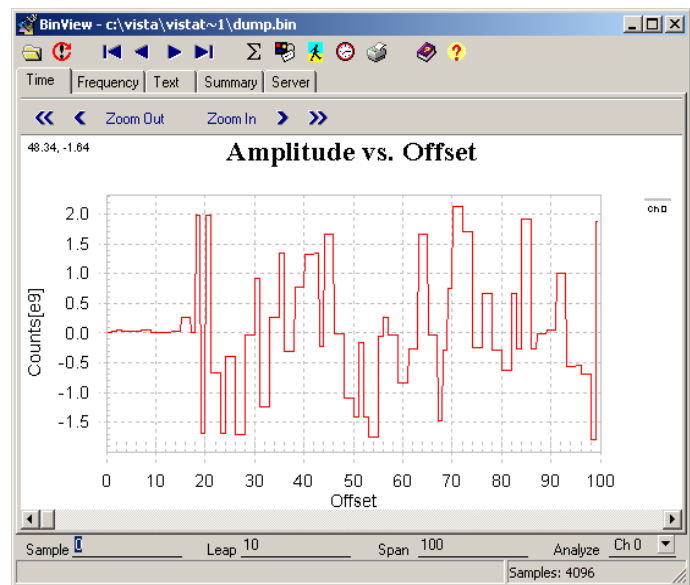 BinView - c:\vista\vistat~1\dump.bin
Time Frequency Text Summary Server
Zoom Out Zoom In
48.34, -1.64
Amplitude vs. Offset
ch0
2.0
1.5
1.0
0.5
0.0
-0.5
-1.0
-1.5
Counts[e9]
0 10 20 30 40 50 60 70 80 90 100
Offset
Sample 0 Leap 10 Span 100 Analyze Ch 0
Samples: 4096